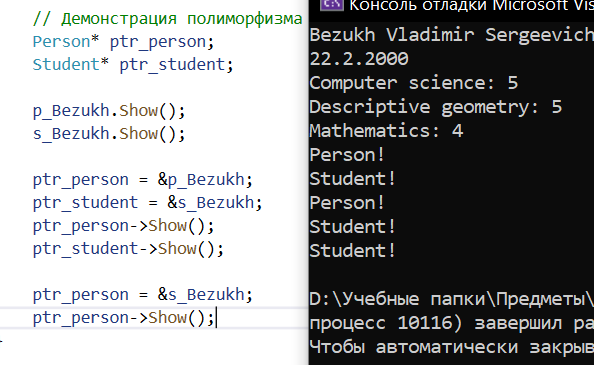 // Демонстрация полиморфизма
Person* ptr_person;
Student* ptr_student;
p_Bezukh.Show();
s_Bezukh.Show();
ptr_person = &p_Bezukh;
ptr_student = &s_Bezukh;
ptr_person->Show();
ptr_student->Show();
ptr_person = &s_Bezukh;
ptr_person->Show();
Консоль отладки Microsoft Vis
Bezukh Vladimir Sergeevich
22.2.2000
Computer science: 5
Descriptive geometry: 5
Mathematics: 4
Person!
Student!
Person!
Student!
Student!
D:\Учебные папки\Предметы\
процесс 10116) завершил ра
Чтобы автоматически закрыв